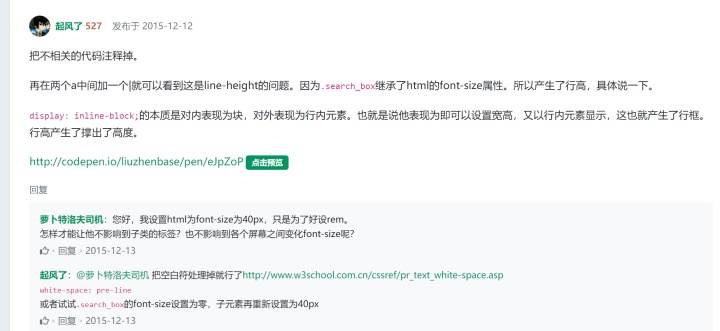 起风了 527 发布于 2015-12-12
把不相关的代码注释掉。
再在两个a中间加一个|就可以看到这是line-height的问题。因为.search_box继承了html的font-size属性。所以产生了行高，具体说一下。
display: inline-block;的本质是对内表现为块，对外表现为行内元素。也就是说他表现为即可以设置宽高，又以行内元素显示，这也就产生了行框。
行高产生了撑出了高度。
http://codepen.io/liuzhenbase/pen/eJpZoP 点击预览
回复
萝卜特洛夫司机：您好，我设置html为font-size为40px，只是为了好设rem。
怎样才能让他不影响到子类的标签？也不影响到各个屏幕之间变化font-size呢？
· 回复 · 2015-12-13
起风了：@萝卜特洛夫司机 把空白符处理掉就行了http://www.w3school.com.cn/cssref/pr_text_white-space.asp
white-space: pre-line
或者试试.search_box的font-size设置为零，子元素再重新设置为40px
· 回复 · 2015-12-13